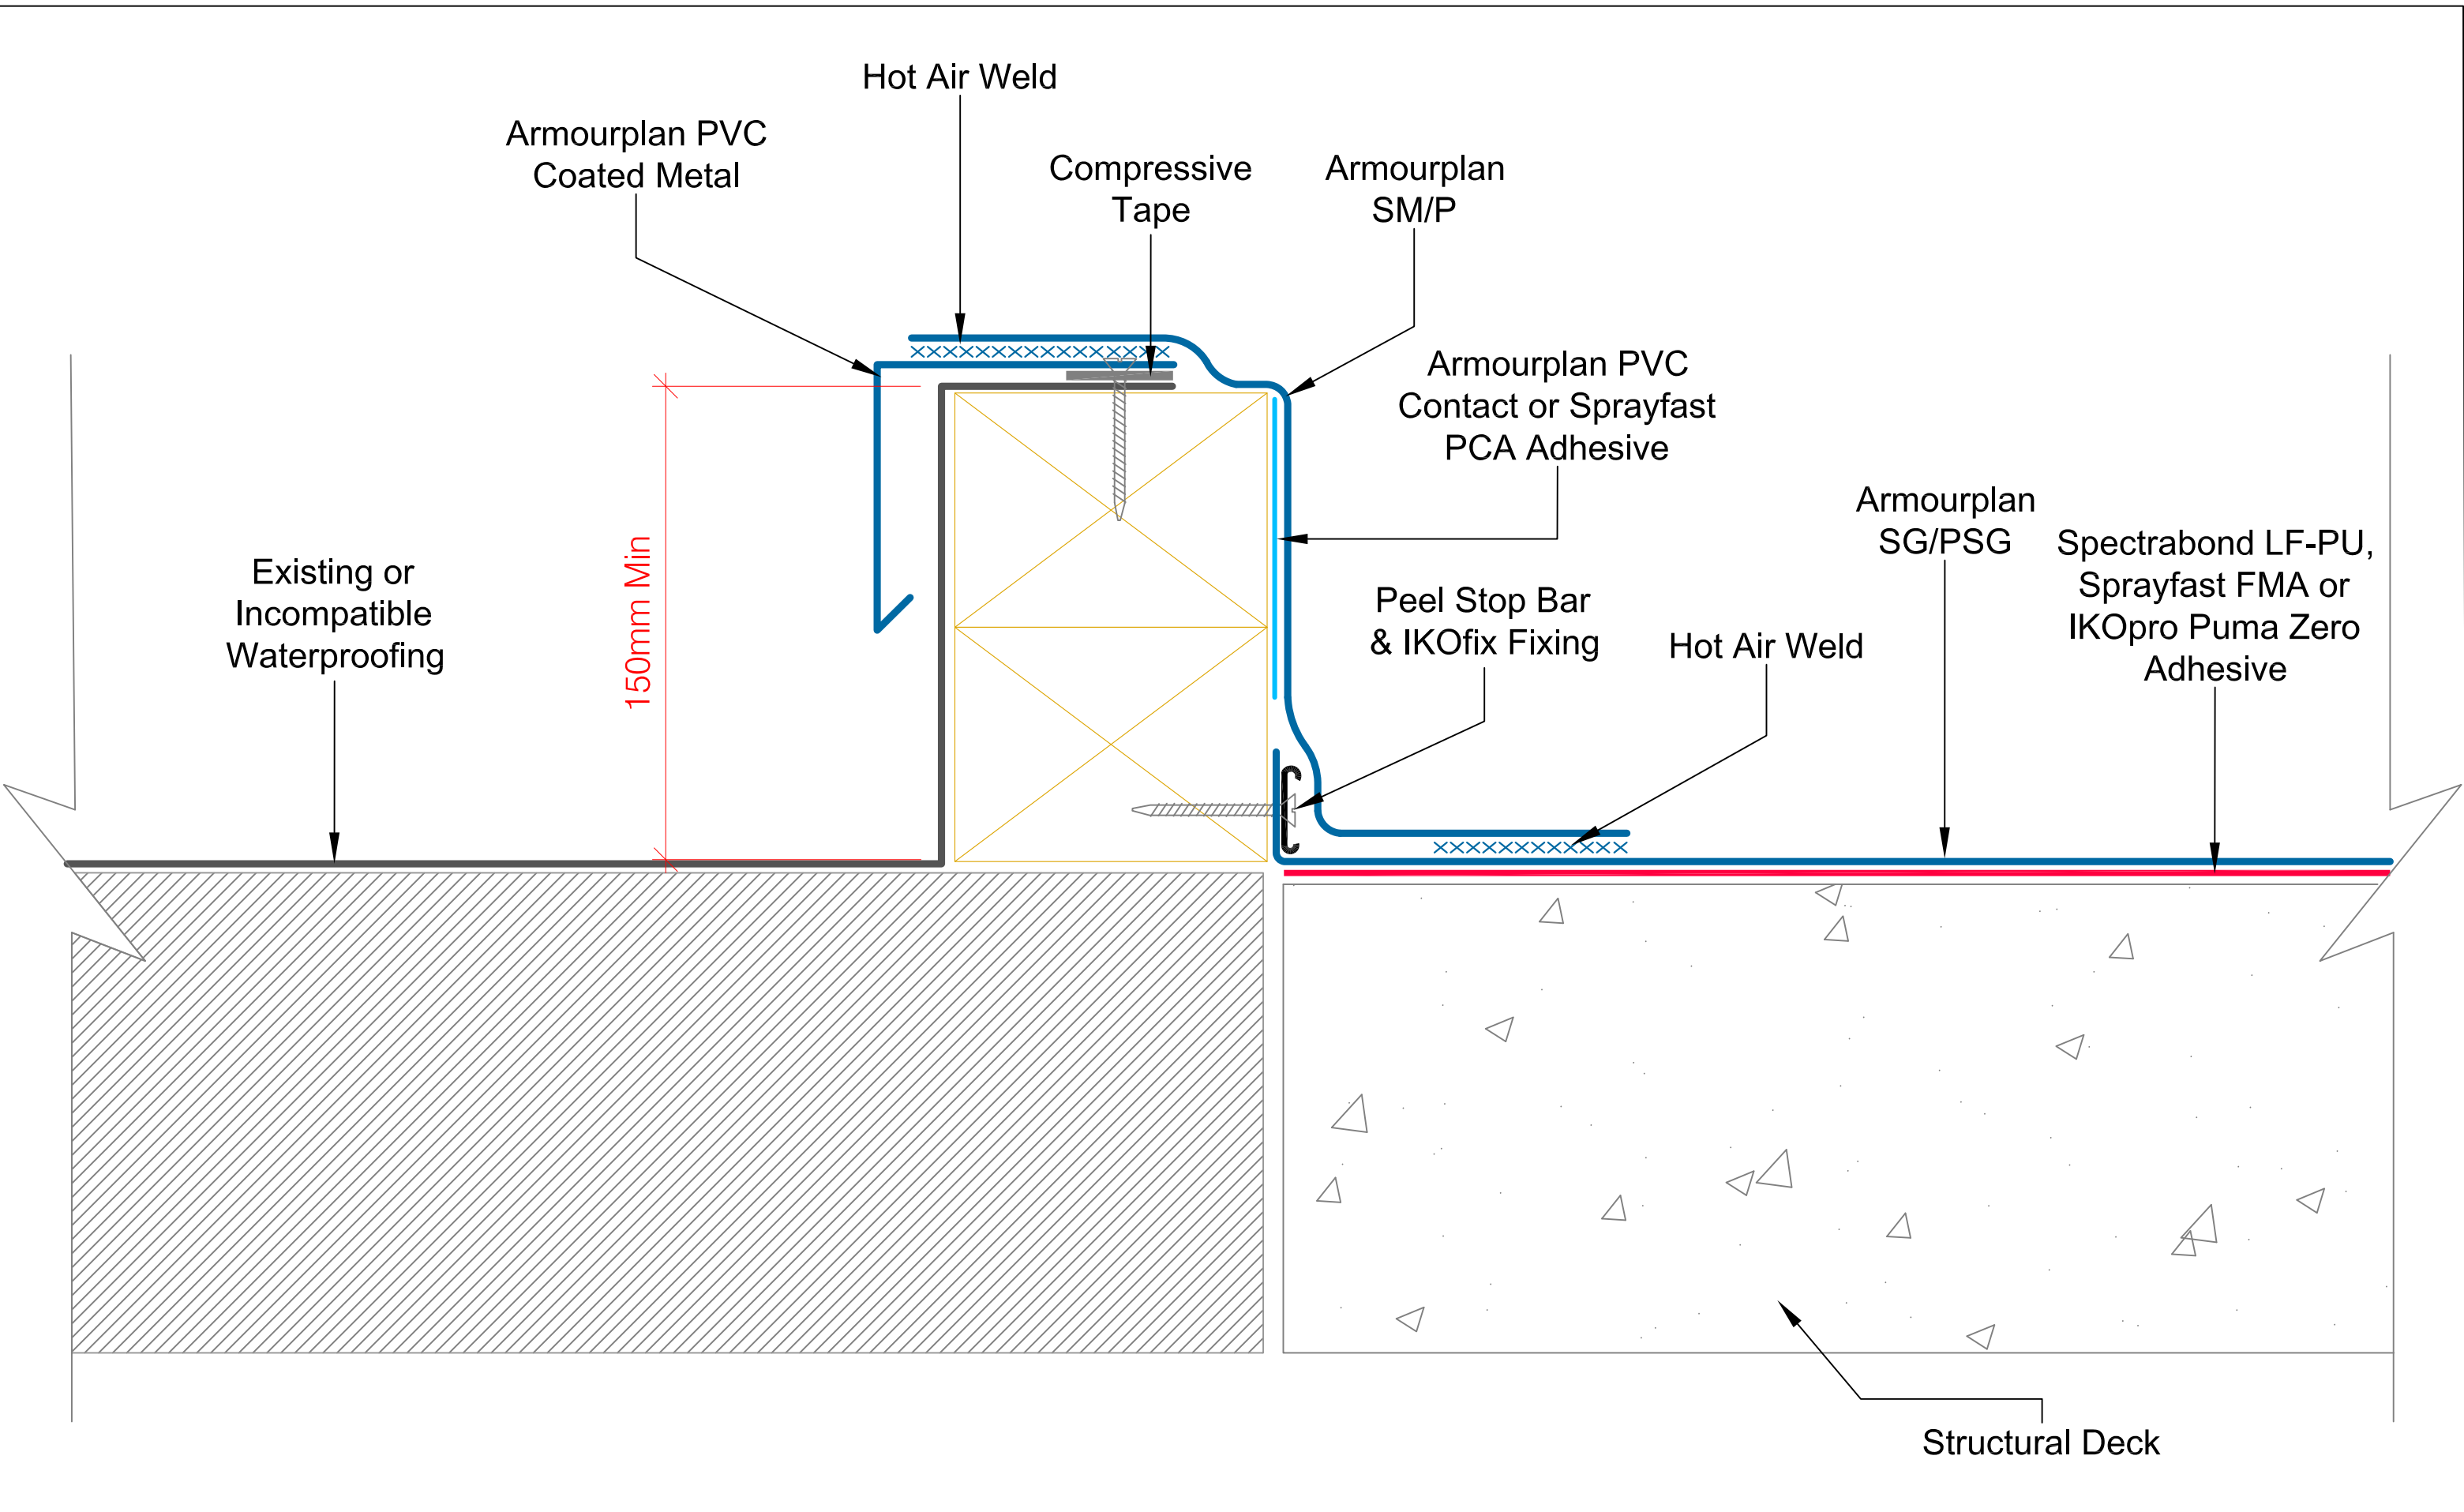 Hot Air Weld
Armourplan PVC
Coated Metal
Compressive
Tape
Armourplan
SM/P
Armourplan PVC
Contact or Sprayfast
PCA Adhesive
Armourplan
SG/PSG
Spectrabond LF-PU,
Sprayfast FMA or
IKOpro Puma Zero
Adhesive
Existing or
Incompatible
Waterproofing
150mm Min
Peel Stop Bar
& IKOfix Fixing
Hot Air Weld
Structural Deck